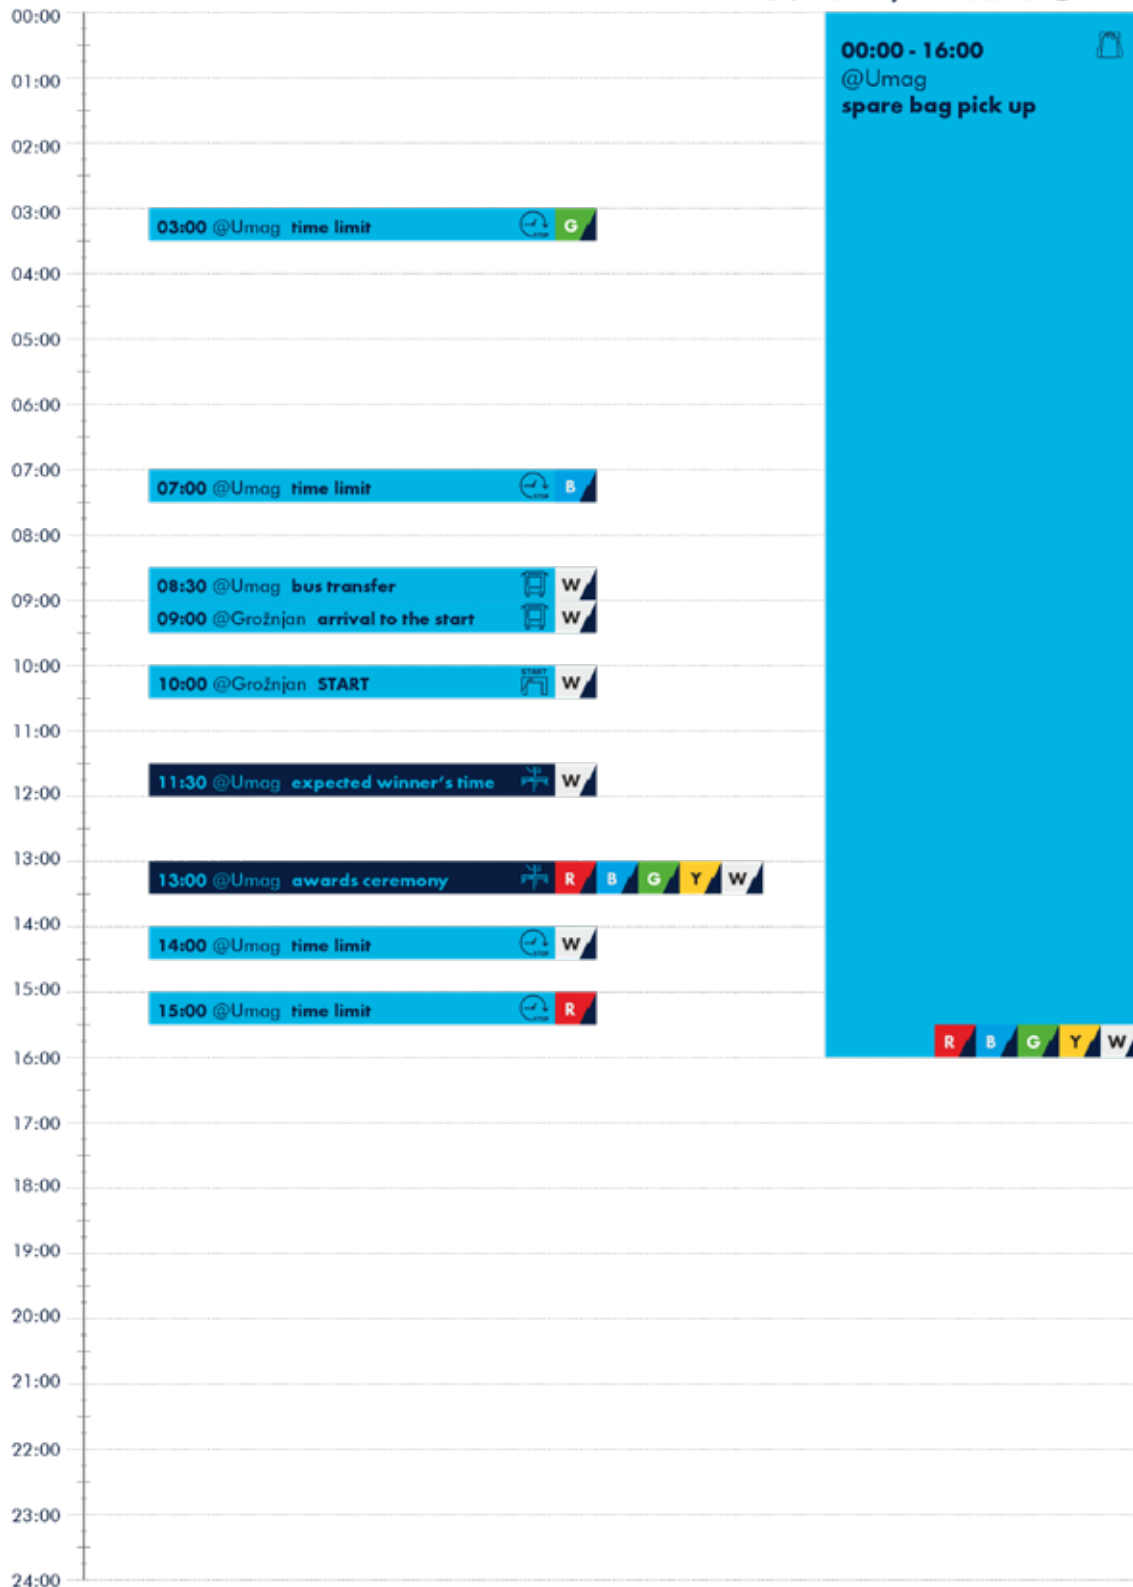 00:00
01:00
02:00
03:00
04:00
05:00
06:00
07:00
08:00
09:00
10:00
11:00
12:00
13:00
14:00
15:00
16:00
17:00
18:00
19:00
20:00
21:00
22:00
23:00
24:00
03:00 @Umag time limit STOP G
07:00 @Umag time limit STOP B
08:30 @Umag bus transfer W
09:00 @Grožnjan arrival to the start W
10:00 @Grožnjan START START W
11:30 @Umag expected winner's time W
13:00 @Umag awards ceremony R B G Y W
14:00 @Umag time limit STOP W
15:00 @Umag time limit STOP R
00:00 - 16:00
@Umag
spare bag pick up
R B G Y W